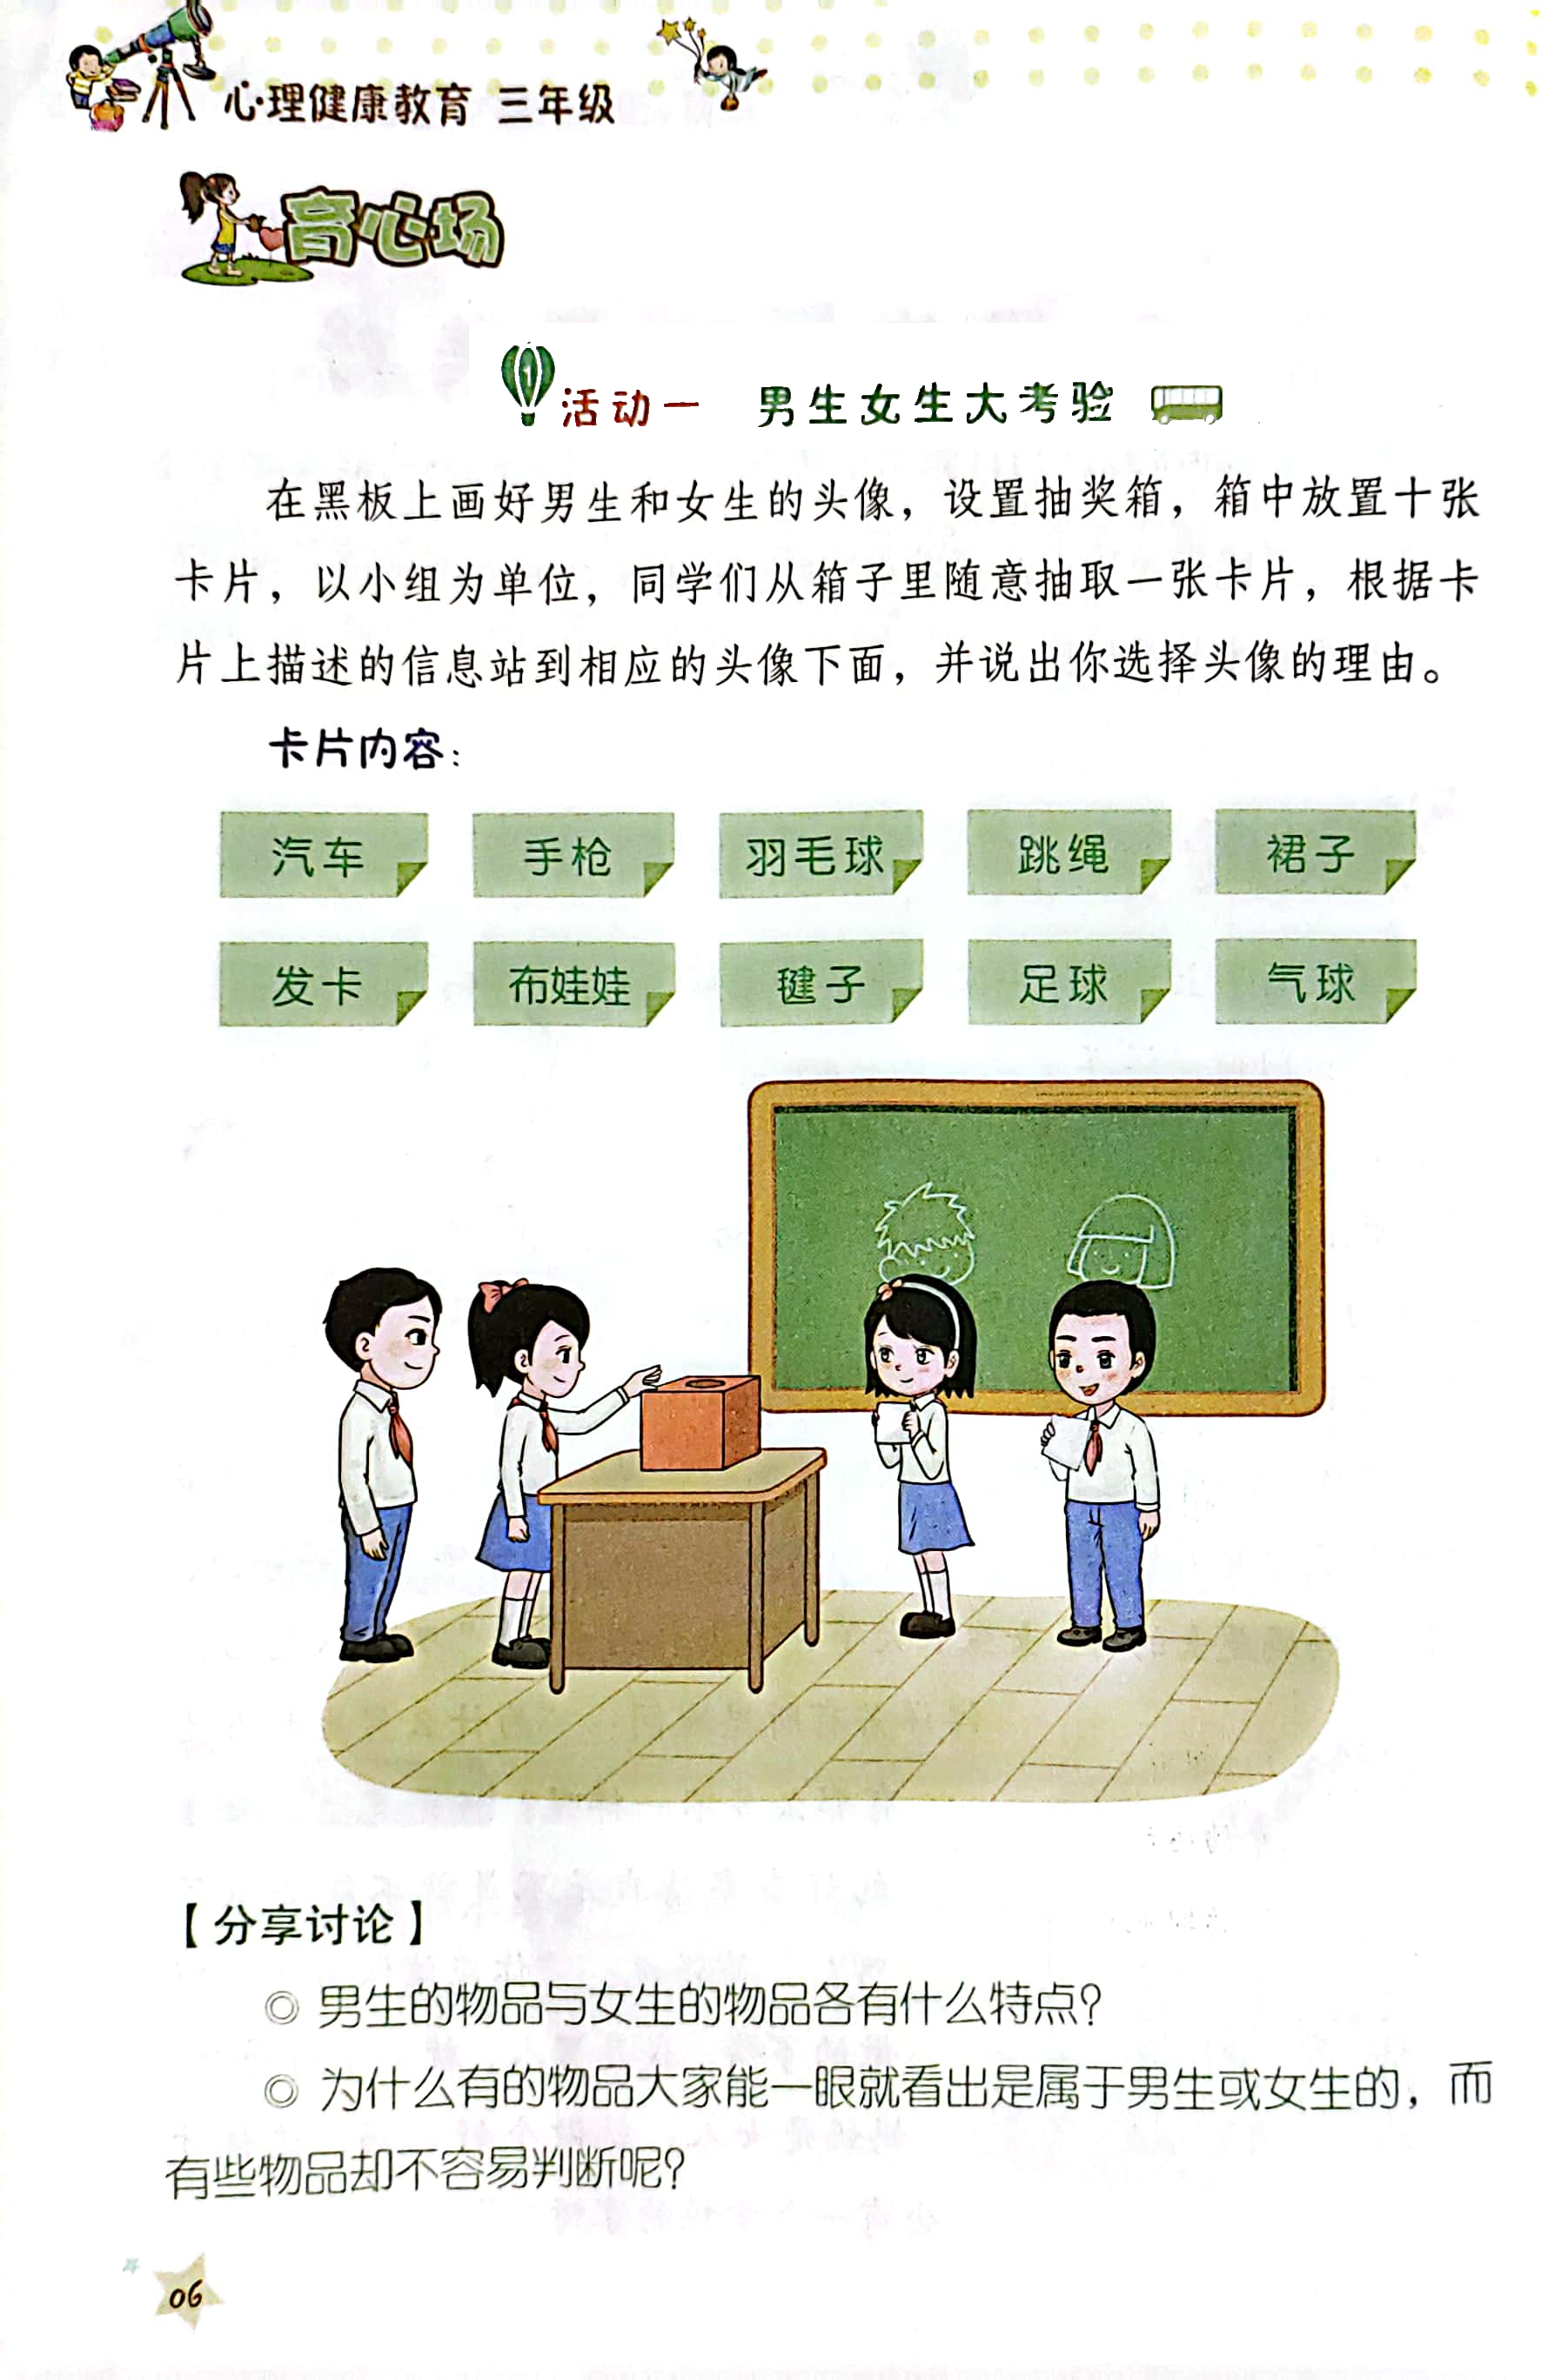 心理健康教育 三年级
育心场
1
活动一 男生女生大考验
在黑板上画好男生和女生的头像，设置抽奖箱，箱中放置十张
卡片，以小组为单位，同学们从箱子里随意抽取一张卡片，根据卡
片上描述的信息站到相应的头像下面，并说出你选择头像的理由。
卡片内容：
汽车 手枪 羽毛球 跳绳 裙子
发卡 布娃娃 毽子 足球 气球
【分享讨论】
◎ 男生的物品与女生的物品各有什么特点？
◎ 为什么有的物品大家能一眼就看出是属于男生或女生的，而
有些物品却不容易判断呢？
06